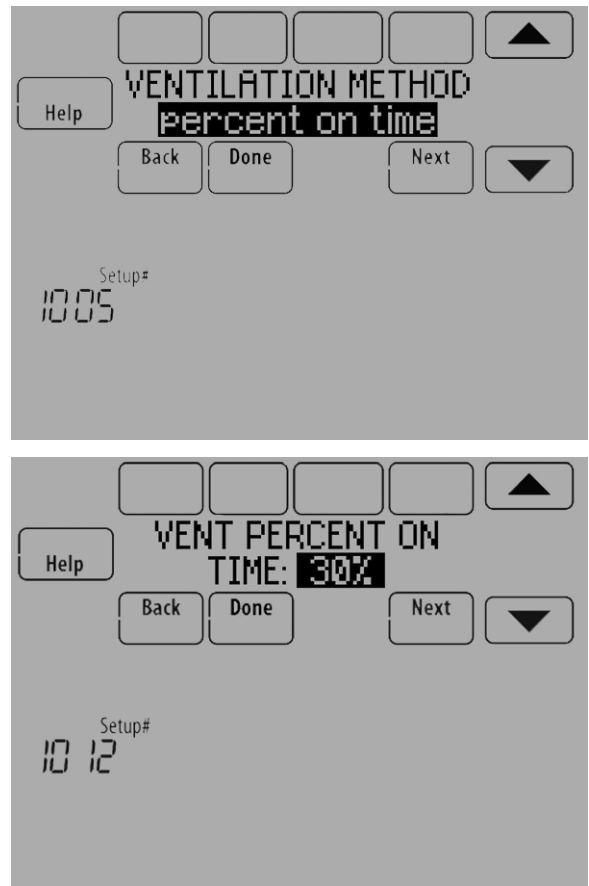 VENTILATION METHOD
Help
percent on time
Back Done Next
Setup#
1005
VENT PERCENT ON
Help
TIME: 30%
Back Done Next
Setup#
1012